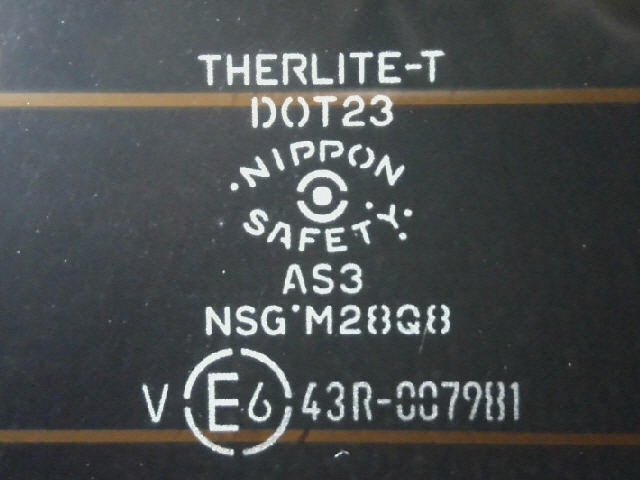 THERLITE-T
DOT23
·NIPPON
SAFETY·
AS3
NSG·M28Q8
V E6 43R-007981